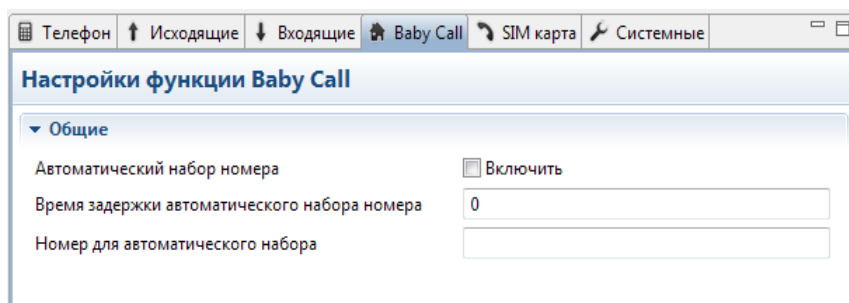 Телефон Исходящие Входящие Baby Call SIM карта Системные
Настройки функции Baby Call
Общие
Автоматический набор номера Включить
Время задержки автоматического набора номера 0
Номер для автоматического набора